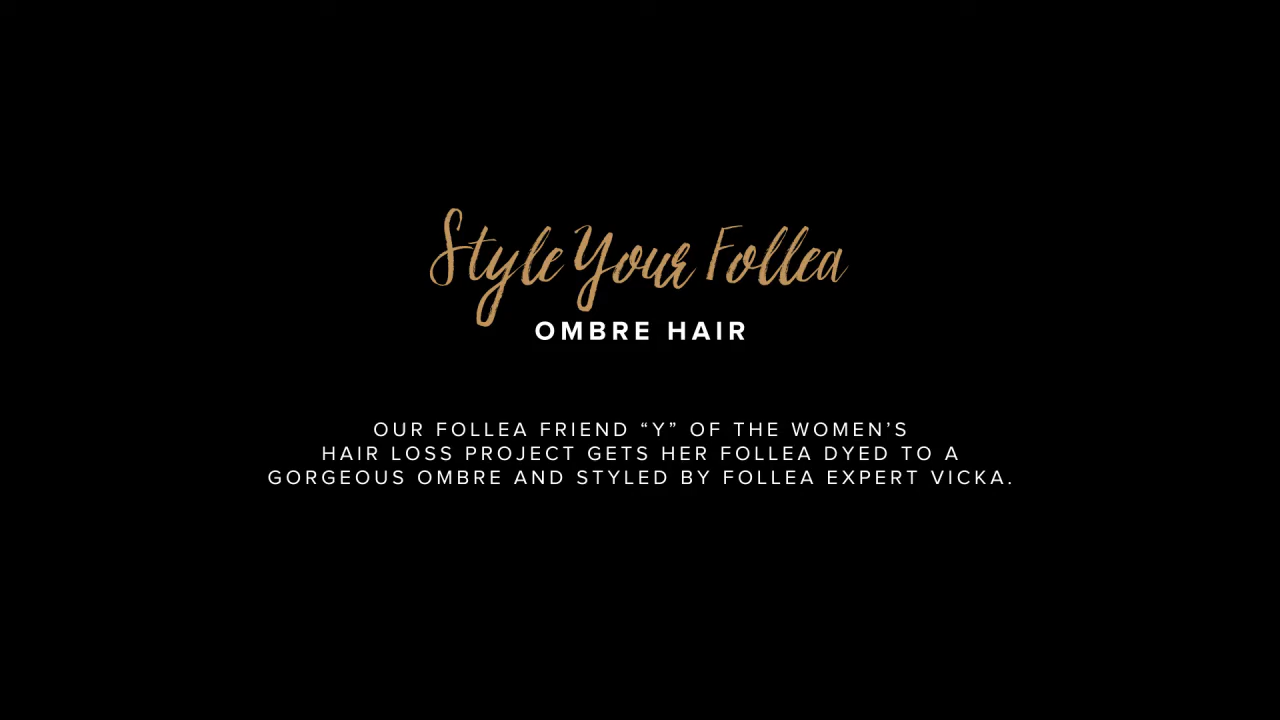 Style Your Follea
OMBRE HAIR
OUR FOLLEA FRIEND “Y” OF THE WOMEN’S
HAIR LOSS PROJECT GETS HER FOLLEA DYED TO A
GORGEOUS OMBRE AND STYLED BY FOLLEA EXPERT VICKA.